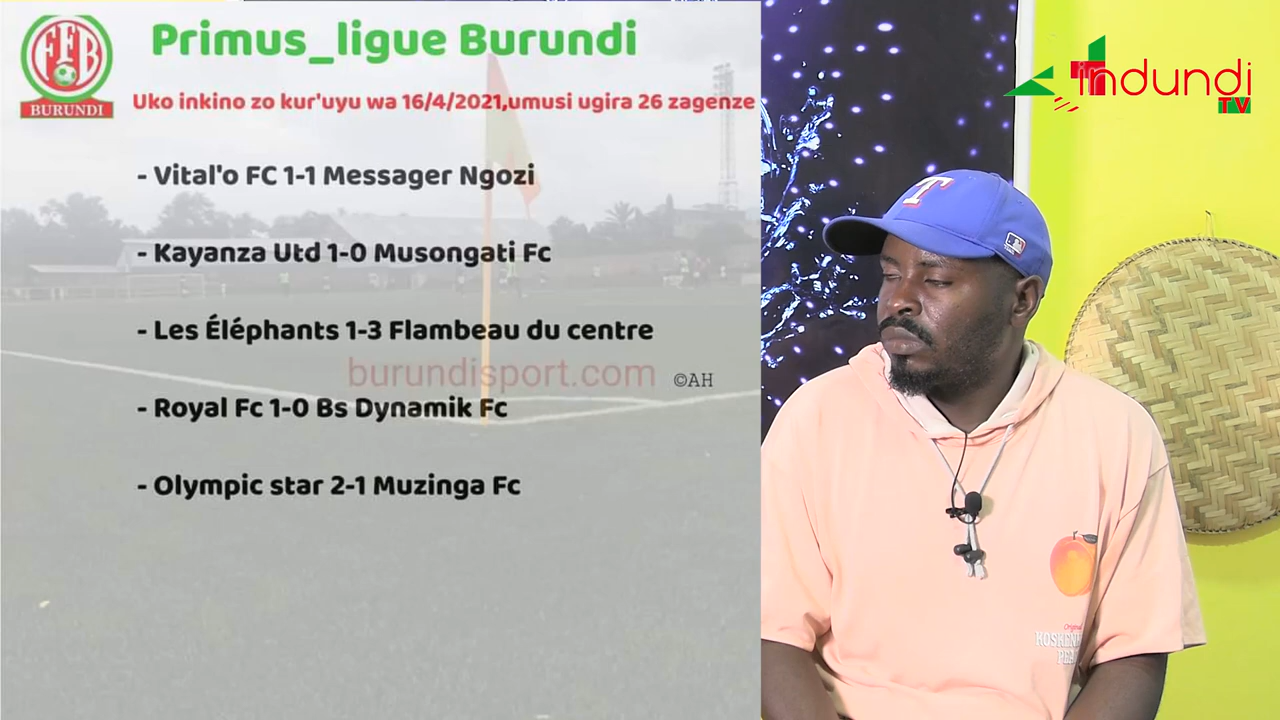 Primus_ligue Burundi
FFB
BURUNDI
Uko inkino zo kur'uyu wa 16/4/2021,umusi ugira 26 zagenze
- Vital'o FC 1-1 Messager Ngozi
- Kayanza Utd 1-0 Musongati Fc
- Les Éléphants 1-3 Flambeau du centre
burundisport.com ©AH
- Royal Fc 1-0 Bs Dynamik Fc
- Olympic star 2-1 Muzinga Fc
indundi
TV
T
Original